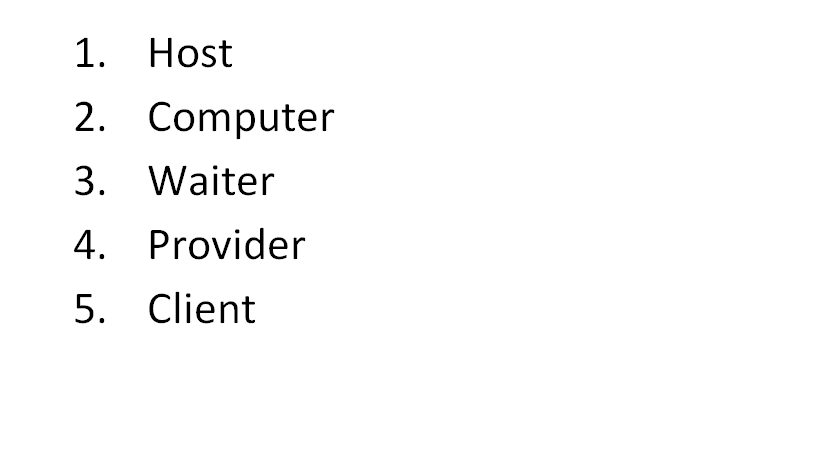 1. Host
2. Computer
3. Waiter
4. Provider
5. Client